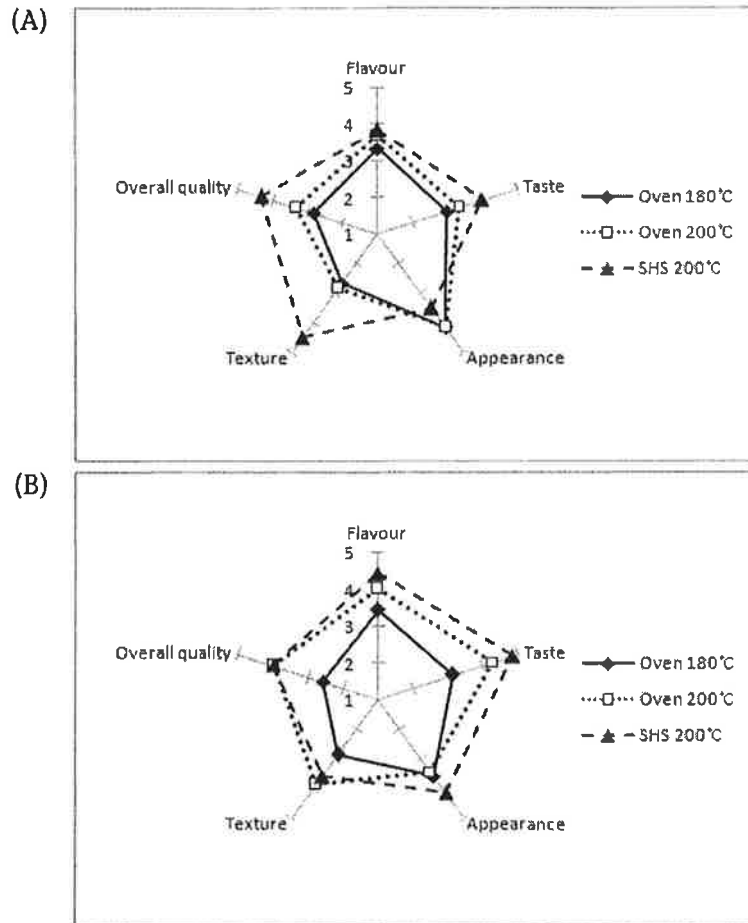 (A)
Flavour
5
4
3
2
1
Overall quality
Taste
Texture
Appearance
Oven 180°C
Oven 200°C
SHS 200°C
(B)
Flavour
5
4
3
2
1
Overall quality
Taste
Texture
Appearance
Oven 180°C
Oven 200°C
SHS 200°C